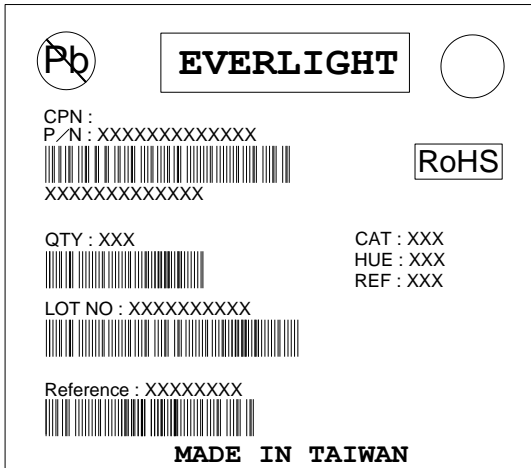 Pb
EVERLIGHT
CPN :
P/N : XXXXXXXXXXXXX
RoHS
XXXXXXXXXXXXX
QTY : XXX
CAT : XXX
HUE : XXX
REF : XXX
LOT NO : XXXXXXXXXX
Reference : XXXXXXXX
MADE IN TAIWAN